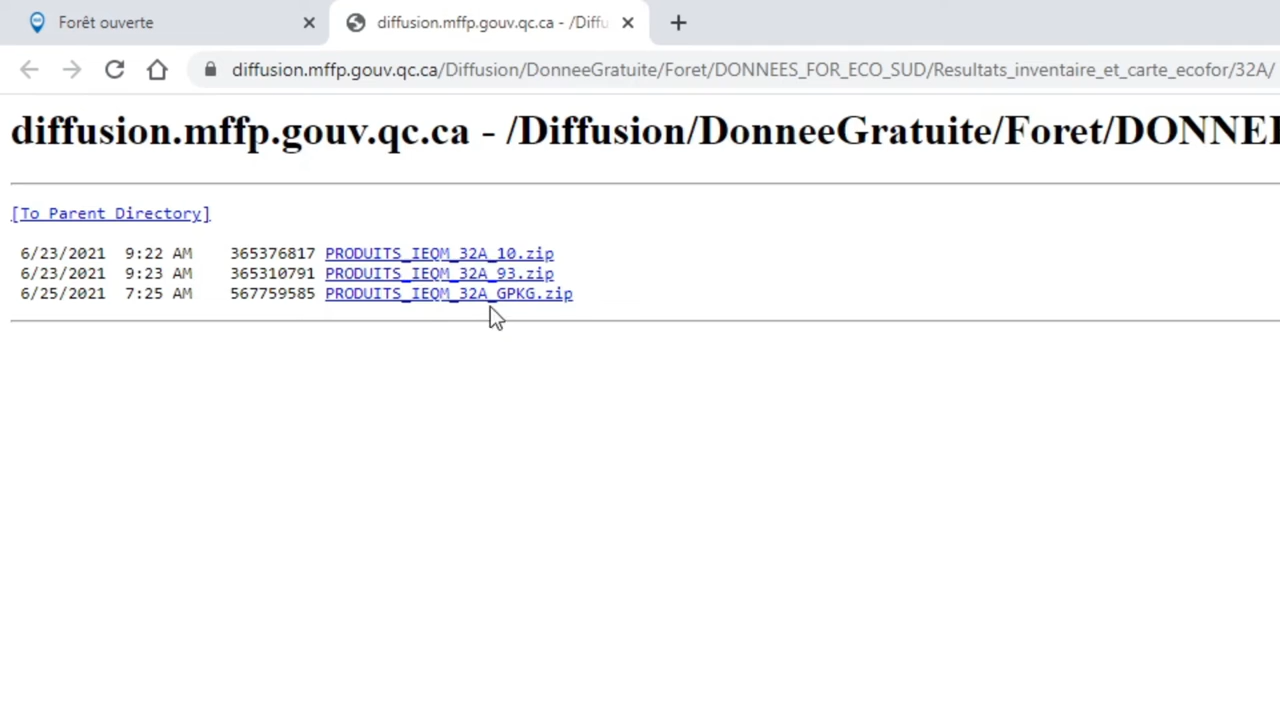 Forêt ouverte
diffusion.mffp.gouv.qc.ca - /Diffu
diffusion.mffp.gouv.qc.ca/Diffusion/DonneeGratuite/Foret/DONNEES_FOR_ECO_SUD/Resultats_inventaire_et_carte_ecofor/32A/
diffusion.mffp.gouv.qc.ca - /Diffusion/DonneeGratuite/Foret/DONNEE
[To Parent Directory]
6/23/2021 9:22 AM 365376817 PRODUITS_IEQM_32A_10.zip
6/23/2021 9:23 AM 365310791 PRODUITS_IEQM_32A_93.zip
6/25/2021 7:25 AM 567759585 PRODUITS_IEQM_32A_GPKG.zip